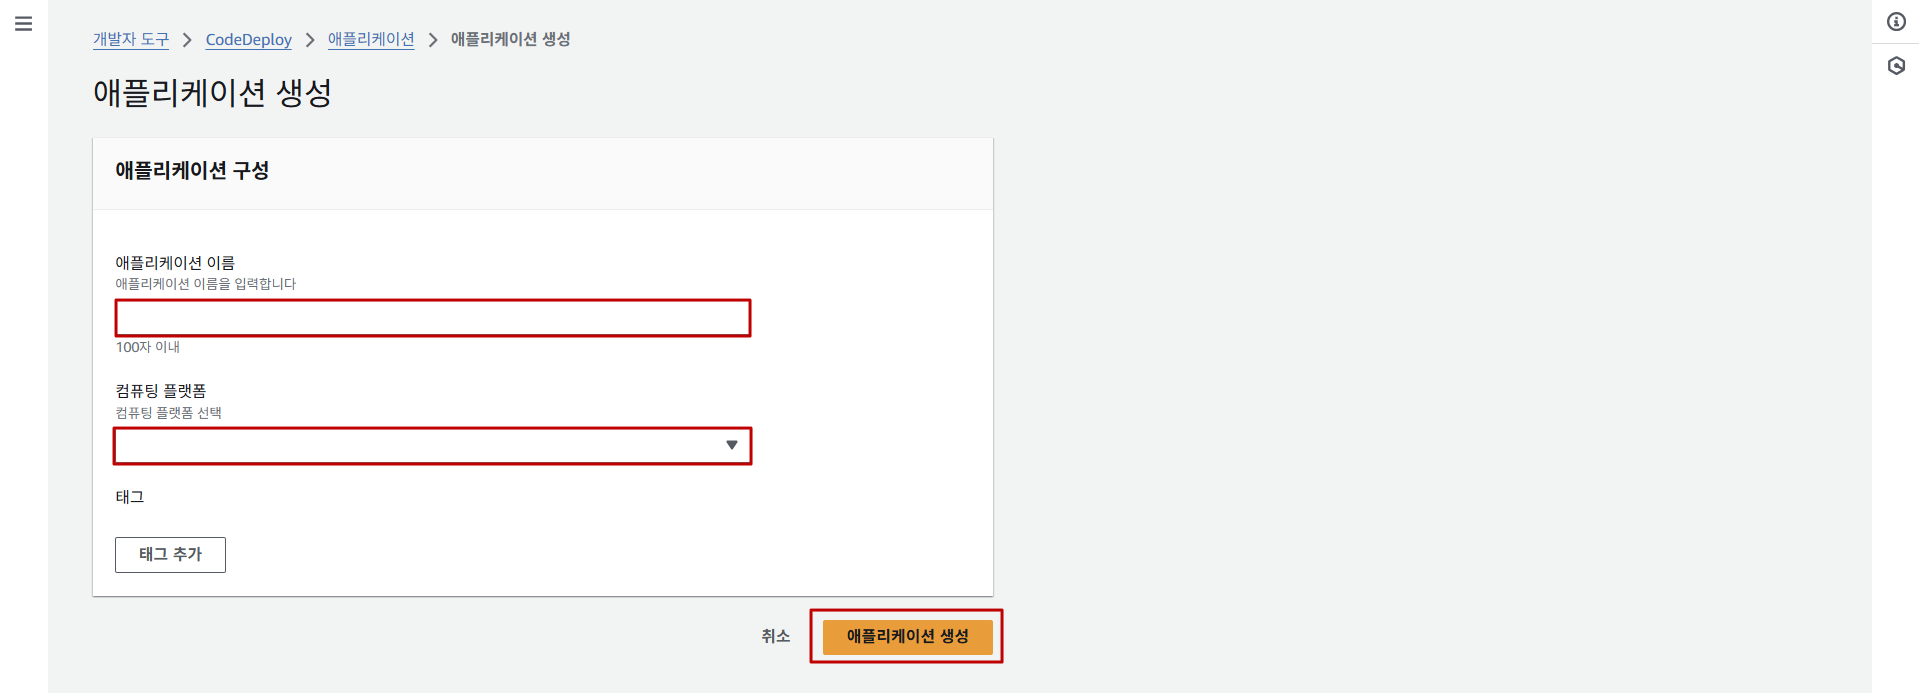 개발자 도구 > CodeDeploy > 애플리케이션 > 애플리케이션 생성
애플리케이션 생성
애플리케이션 구성
애플리케이션 이름
애플리케이션 이름을 입력합니다
100자 이내
컴퓨팅 플랫폼
컴퓨팅 플랫폼 선택
태그
태그 추가
취소 애플리케이션 생성